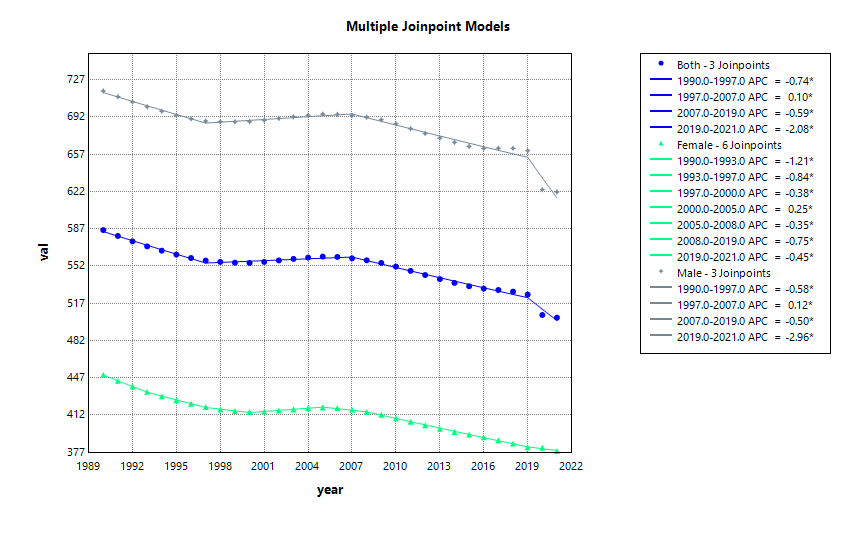 Multiple Joinpoint Models
727
692
657
622
587
552
517
482
447
412
377
val
1989 1992 1995 1998 2001 2004 2007 2010 2013 2016 2019 2022
year
Both - 3 Joinpoints
1990.0-1997.0 APC = -0.74*
1997.0-2007.0 APC = 0.10*
2007.0-2019.0 APC = -0.59*
2019.0-2021.0 APC = -2.08*
Female - 6 Joinpoints
1990.0-1993.0 APC = -1.21*
1993.0-1997.0 APC = -0.84*
1997.0-2000.0 APC = -0.38*
2000.0-2005.0 APC = 0.25*
2005.0-2008.0 APC = -0.35*
2008.0-2019.0 APC = -0.75*
2019.0-2021.0 APC = -0.45*
Male - 3 Joinpoints
1990.0-1997.0 APC = -0.58*
1997.0-2007.0 APC = 0.12*
2007.0-2019.0 APC = -0.50*
2019.0-2021.0 APC = -2.96*